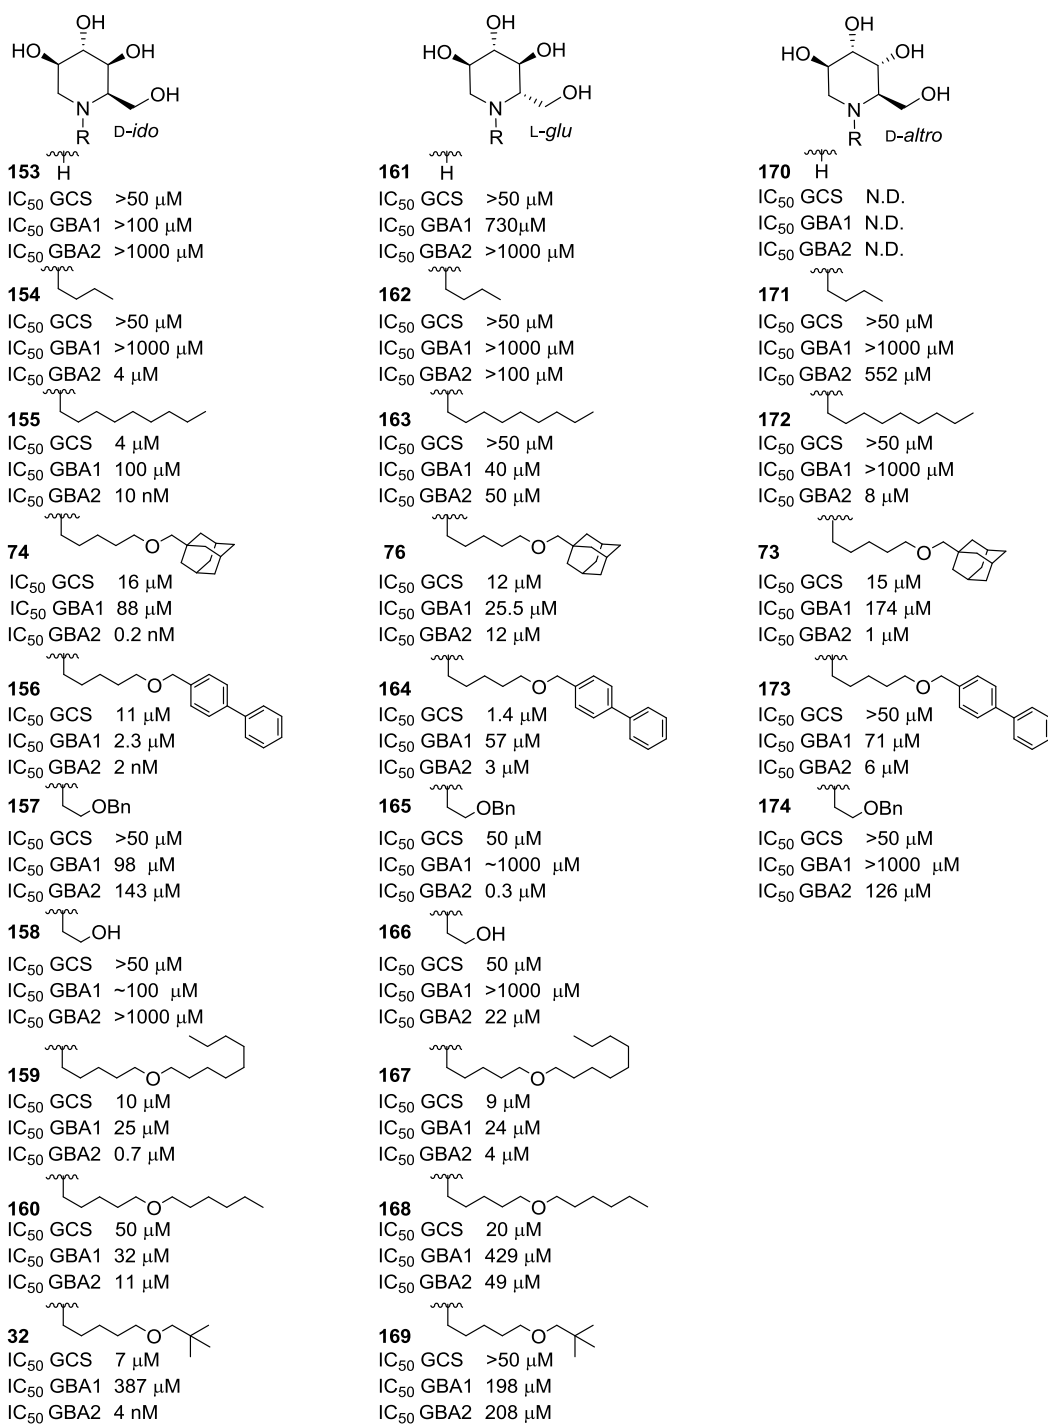 OH
HO
OH
OH
N
R
D-ido
153
H
IC50 GCS >50 μM
IC50 GBA1 >100 μM
IC50 GBA2 >1000 μM
154
IC50 GCS >50 μM
IC50 GBA1 >1000 μM
IC50 GBA2 4 μM
155
IC50 GCS 4 μM
IC50 GBA1 100 μM
IC50 GBA2 10 nM
74
O
IC50 GCS 16 μM
IC50 GBA1 88 μM
IC50 GBA2 0.2 nM
156
O
IC50 GCS 11 μM
IC50 GBA1 2.3 μM
IC50 GBA2 2 nM
157
OBn
IC50 GCS >50 μM
IC50 GBA1 98 μM
IC50 GBA2 143 μM
158
OH
IC50 GCS >50 μM
IC50 GBA1 ~100 μM
IC50 GBA2 >1000 μM
159
O
IC50 GCS 10 μM
IC50 GBA1 25 μM
IC50 GBA2 0.7 μM
160
O
IC50 GCS 50 μM
IC50 GBA1 32 μM
IC50 GBA2 11 μM
32
O
IC50 GCS 7 μM
IC50 GBA1 387 μM
IC50 GBA2 4 nM
OH
HO
OH
OH
N
R
L-glu
161
H
IC50 GCS >50 μM
IC50 GBA1 730μM
IC50 GBA2 >1000 μM
162
IC50 GCS >50 μM
IC50 GBA1 >1000 μM
IC50 GBA2 >100 μM
163
IC50 GCS >50 μM
IC50 GBA1 40 μM
IC50 GBA2 50 μM
76
O
IC50 GCS 12 μM
IC50 GBA1 25.5 μM
IC50 GBA2 12 μM
164
O
IC50 GCS 1.4 μM
IC50 GBA1 57 μM
IC50 GBA2 3 μM
165
OBn
IC50 GCS 50 μM
IC50 GBA1 ~1000 μM
IC50 GBA2 0.3 μM
166
OH
IC50 GCS 50 μM
IC50 GBA1 >1000 μM
IC50 GBA2 22 μM
167
O
IC50 GCS 9 μM
IC50 GBA1 24 μM
IC50 GBA2 4 μM
168
O
IC50 GCS 20 μM
IC50 GBA1 429 μM
IC50 GBA2 49 μM
169
O
IC50 GCS >50 μM
IC50 GBA1 198 μM
IC50 GBA2 208 μM
OH
HO
OH
OH
N
R
D-altro
170
H
IC50 GCS N.D.
IC50 GBA1 N.D.
IC50 GBA2 N.D.
171
IC50 GCS >50 μM
IC50 GBA1 >1000 μM
IC50 GBA2 552 μM
172
IC50 GCS >50 μM
IC50 GBA1 >1000 μM
IC50 GBA2 8 μM
73
O
IC50 GCS 15 μM
IC50 GBA1 174 μM
IC50 GBA2 1 μM
173
O
IC50 GCS >50 μM
IC50 GBA1 71 μM
IC50 GBA2 6 μM
174
OBn
IC50 GCS >50 μM
IC50 GBA1 >1000 μM
IC50 GBA2 126 μM